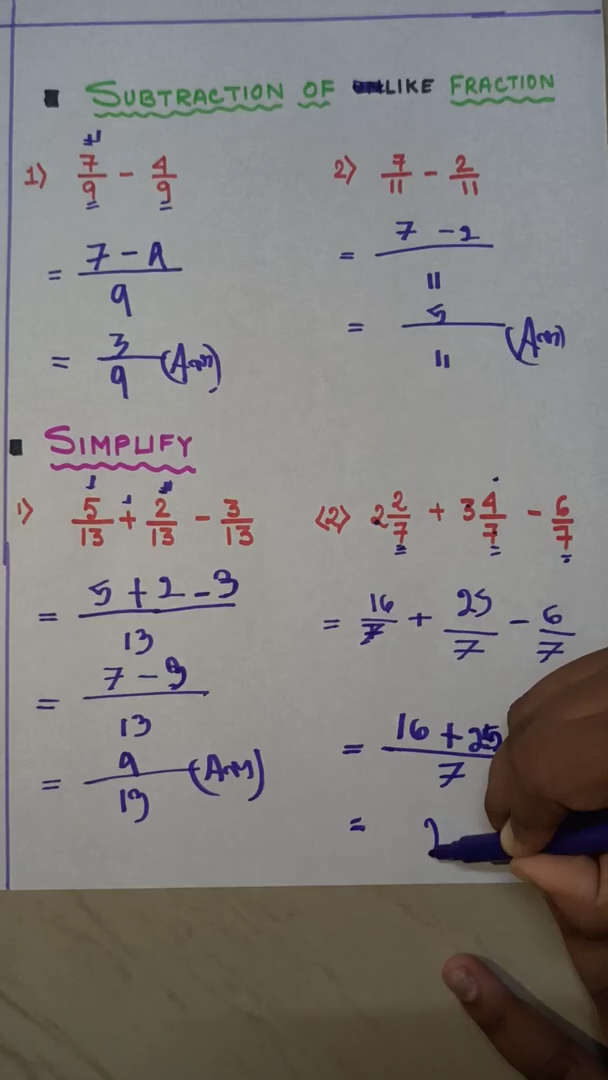 SUBTRACTION OF LIKE FRACTION
1) 7/9 - 4/9
= 7 - 4 / 9
= 3/9 (Ans)
2) 7/11 - 2/11
= 7 - 2 / 11
= 5/11 (Ans)
SIMPLIFY
1) 5/13 + 2/13 - 3/13
= 5 + 2 - 3 / 13
= 7 - 3 / 13
= 9/13 (Ans)
(2) 2 2/7 + 3 4/7 - 6/7
= 16/7 + 25/7 - 6/7
= 16 + 25 / 7
=